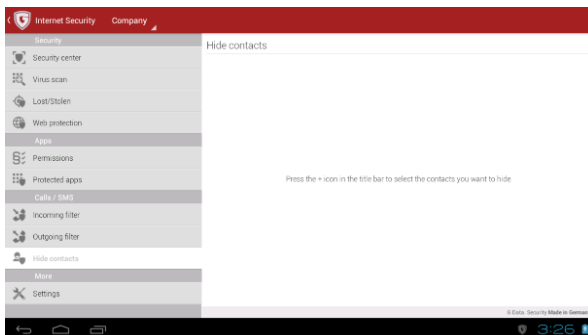 Internet Security Company
Security
Hide contacts
Security center
Virus scan
Lost/Stolen
Web protection
Apps
Permissions
Protected apps
Press the + icon in the title bar to select the contacts you want to hide
Calls / SMS
Incoming filter
Outgoing filter
Hide contacts
More
Settings
G Data. Security Made in German
3:26